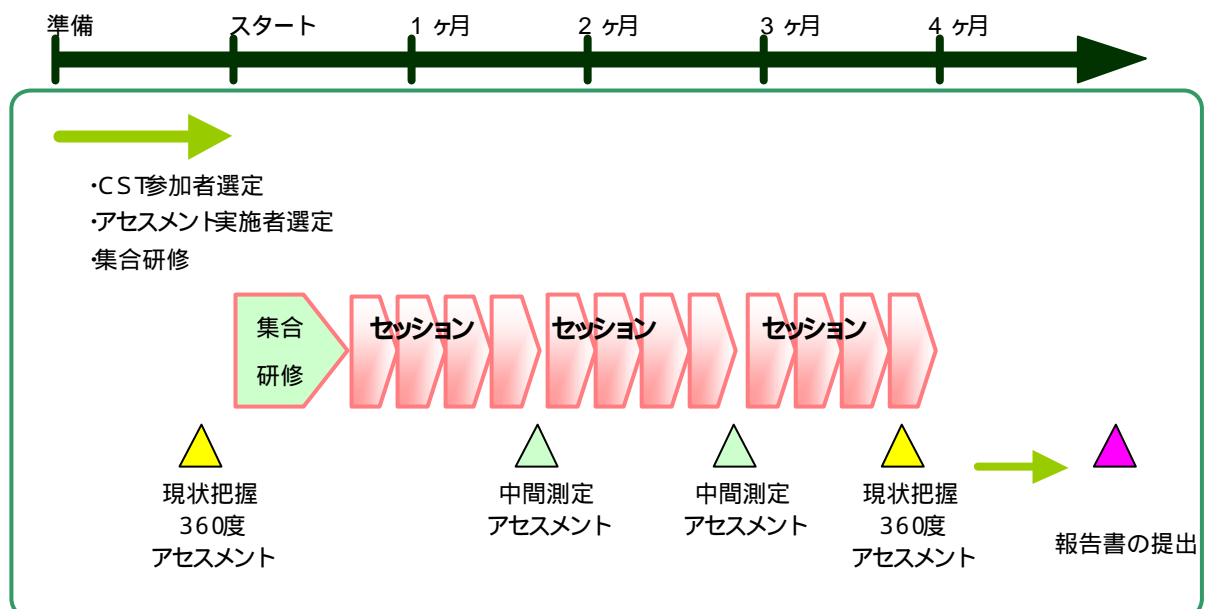 準備 スタート 1 ヶ月 2 ヶ月 3 ヶ月 4 ヶ月
・CST参加者選定
・アセスメント実施者選定
・集合研修
集合
研修
セッション セッション セッション
現状把握
360度
アセスメント
中間測定
アセスメント
中間測定
アセスメント
現状把握
360度
アセスメント
報告書の提出